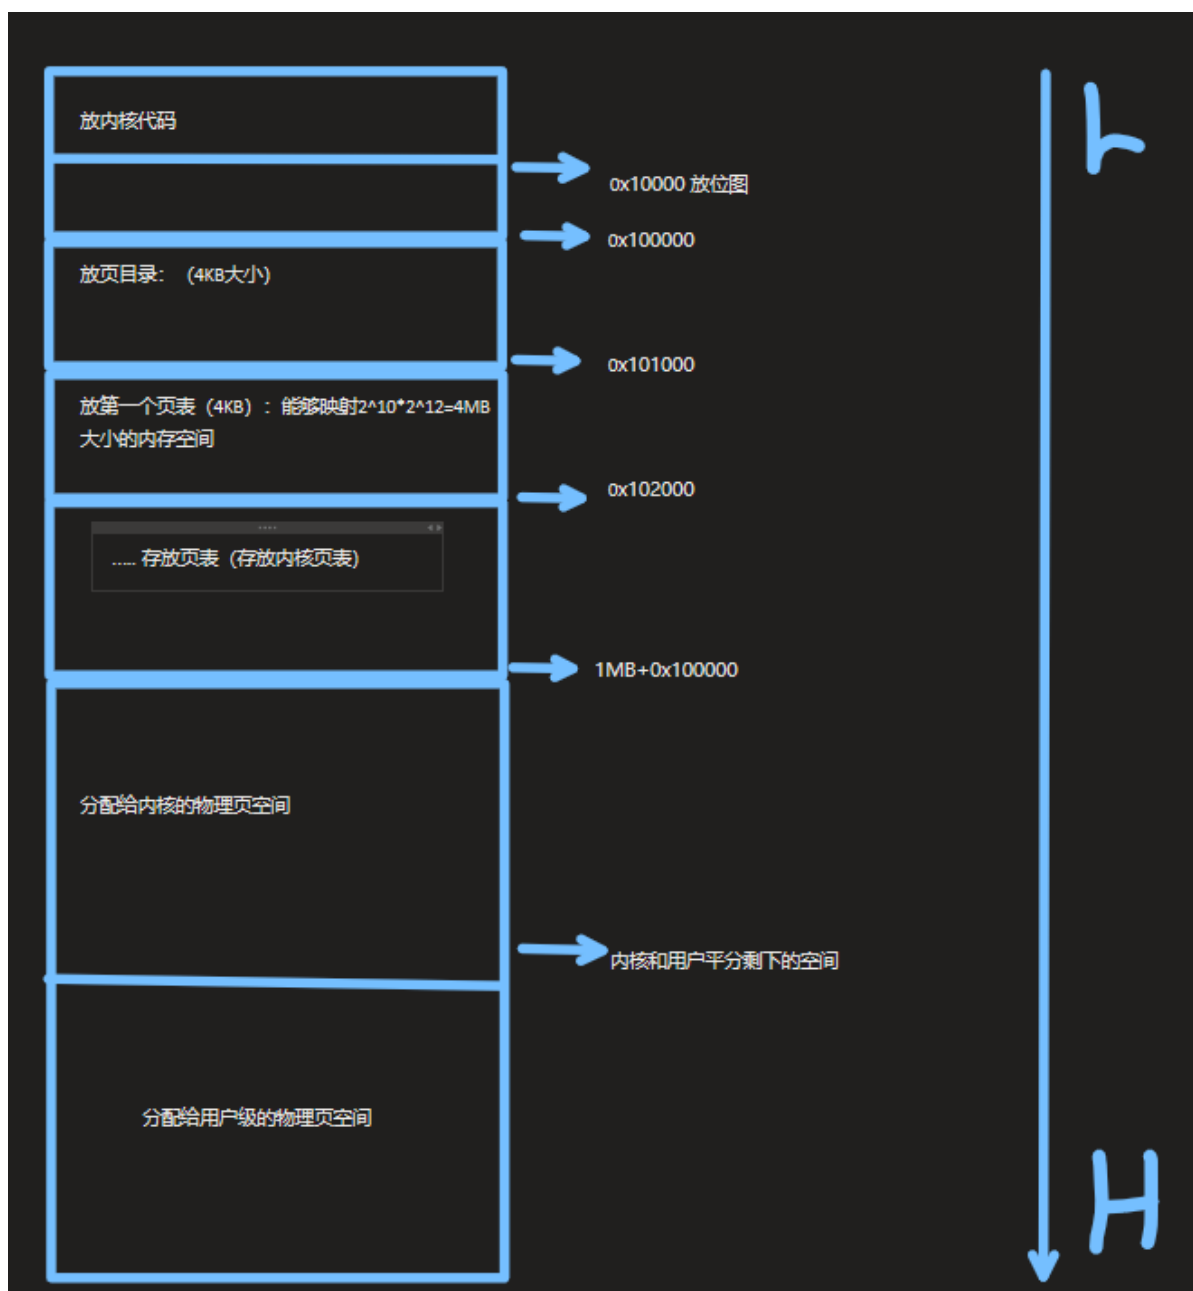 放内核代码
0x10000 放位图
0x100000
放页目录：（4KB大小）
0x101000
放第一个页表（4KB）：能够映射2^10*2^12=4MB
大小的内存空间
0x102000
..... 存放页表（存放内核页表）
1MB+0x100000
分配给内核的物理页空间
内核和用户平分剩下的空间
分配给用户级的物理页空间
L
H